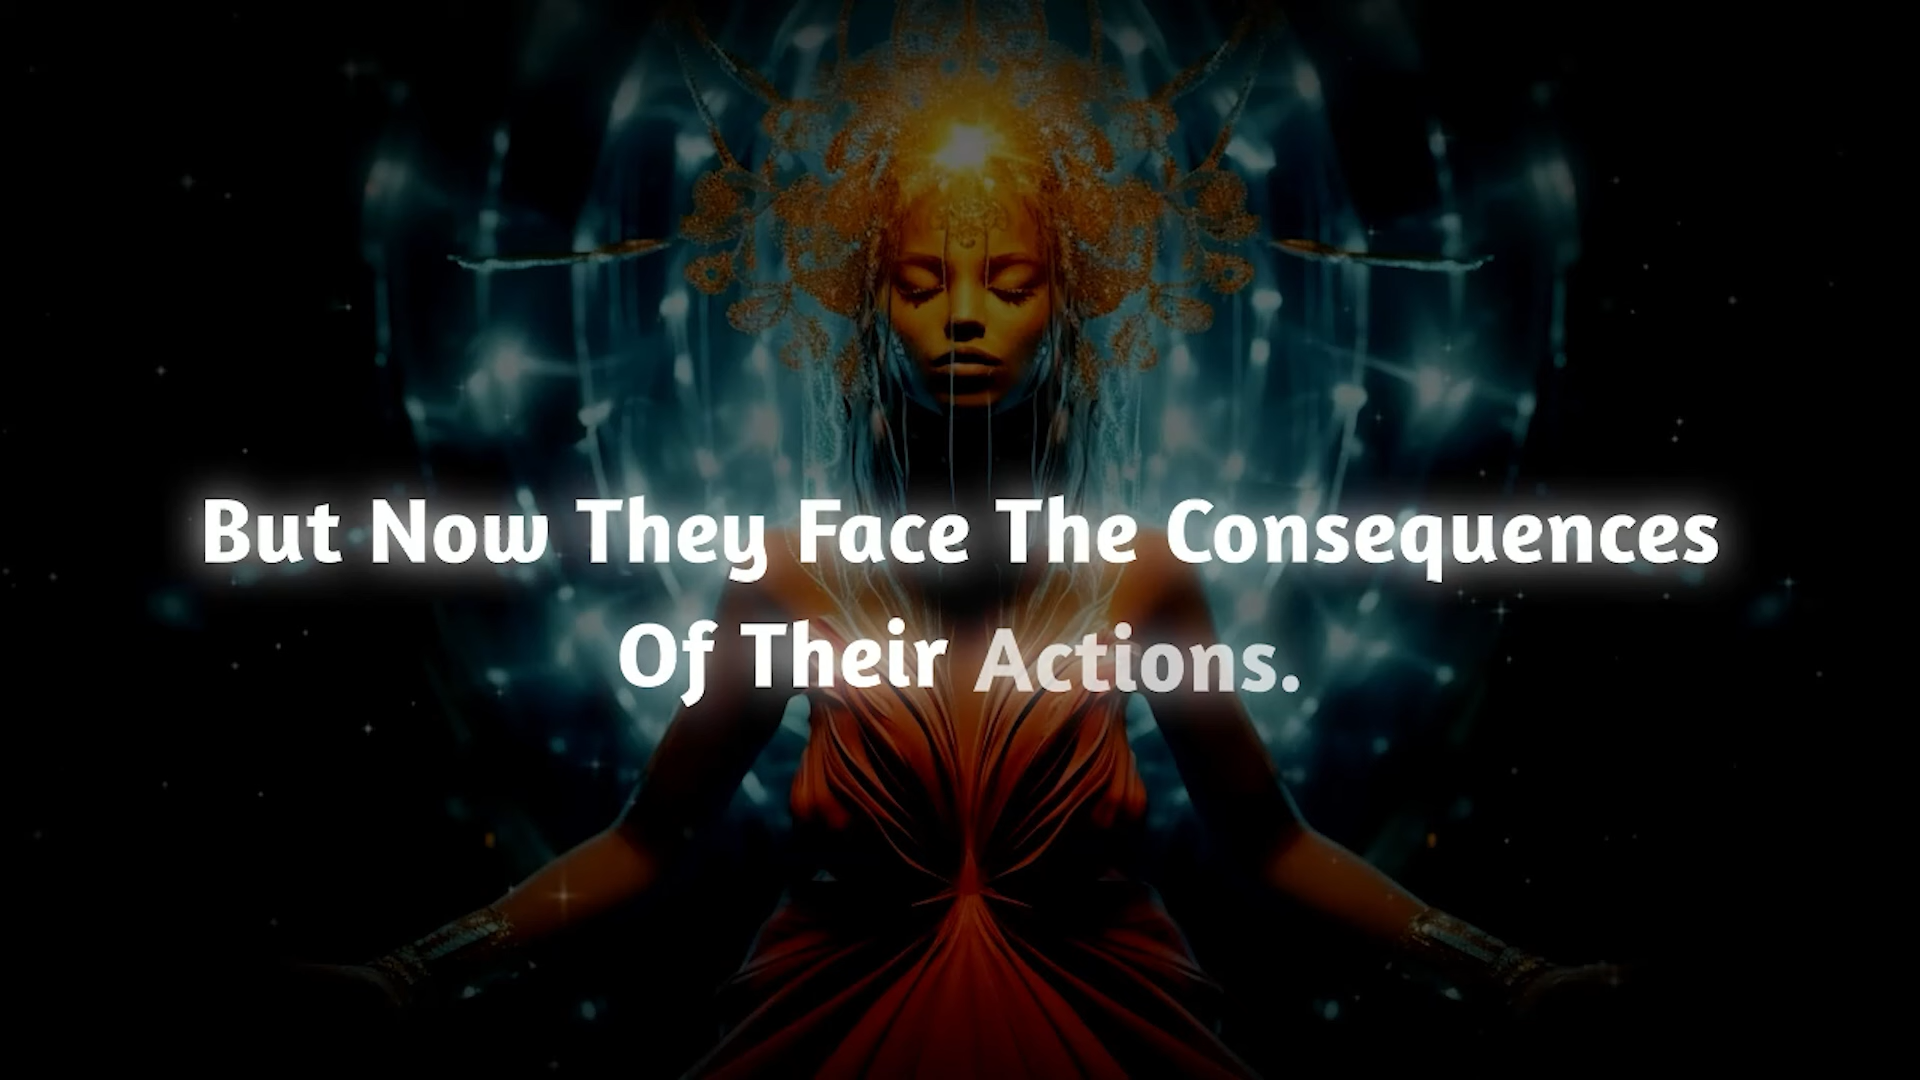 But Now They Face The Consequences
Of Their Actions.